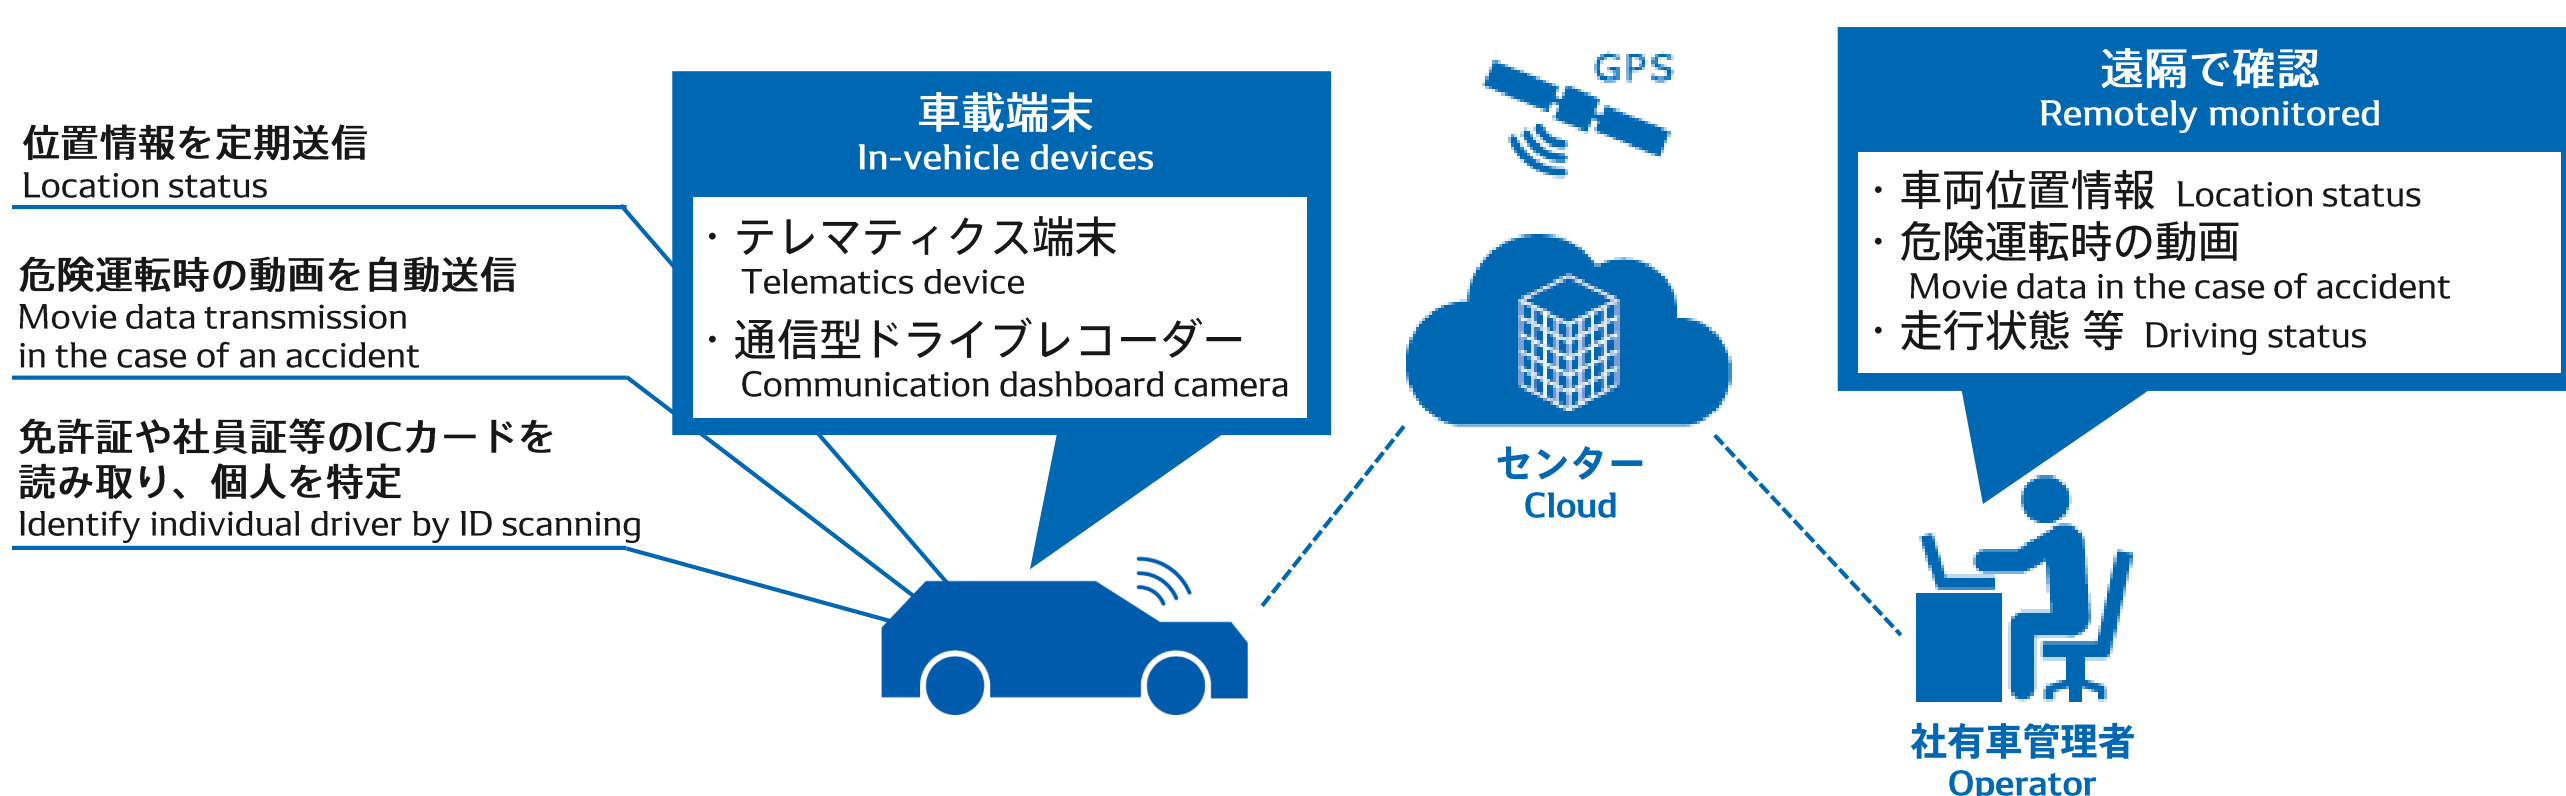 位置情報を定期送信
Location status
危険運転時の動画を自動送信
Movie data transmission
in the case of an accident
免許証や社員証等のICカードを
読み取り、個人を特定
Identify individual driver by ID scanning
車載端末
In-vehicle devices
・テレマティクス端末
Telematics device
・通信型ドライブレコーダー
Communication dashboard camera
GPS
センター
Cloud
遠隔で確認
Remotely monitored
・車両位置情報 Location status
・危険運転時の動画
Movie data in the case of accident
・走行状態 等 Driving status
社有車管理者
Operator